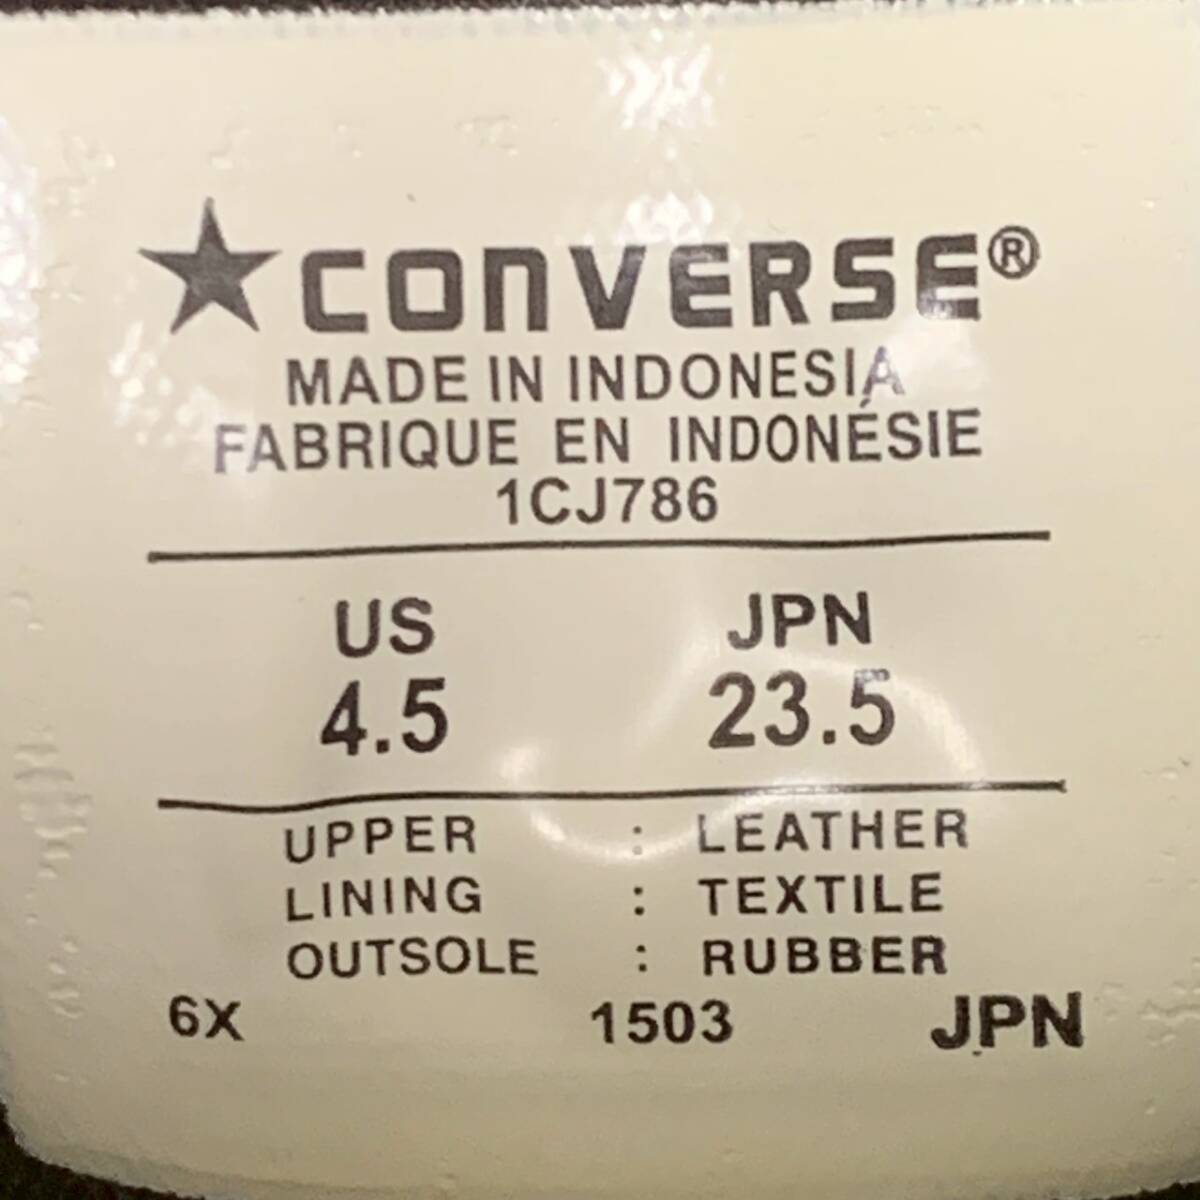 ★CONVERSE®
MADE IN INDONESIA
FABRIQUE EN INDONÉSIE
1CJ786
US JPN
4.5 23.5
UPPER : LEATHER
LINING : TEXTILE
OUTSOLE : RUBBER
6X 1503 JPN